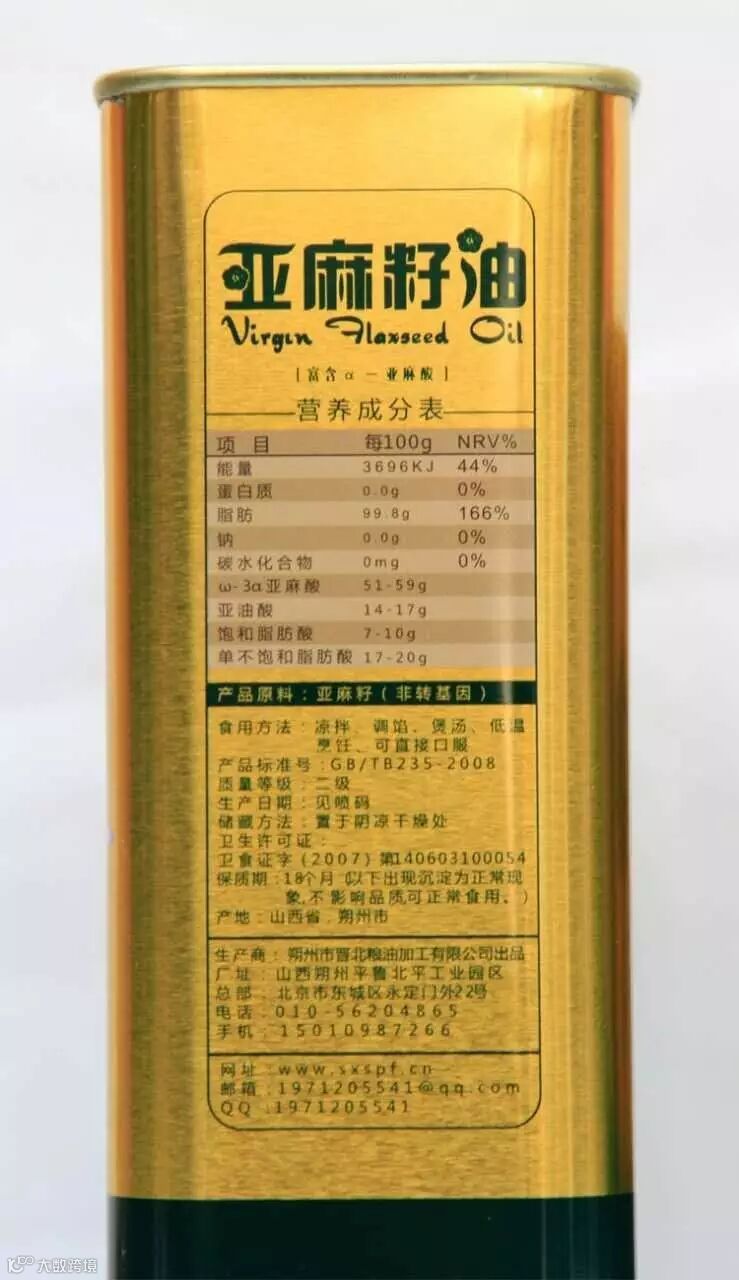 亚麻籽油
Virgin Flaxseed Oil
[富含α—亚麻酸]
营养成分表
项 目 每100g NRV%
能量 3696KJ 44%
蛋白质 0.0g 0%
脂肪 99.8g 166%
钠 0.0g 0%
碳水化合物 0mg 0%
ω-3α亚麻酸 51-59g
亚油酸 14-17g
饱和脂肪酸 7-10g
单不饱和脂肪酸 17-20g
产品原料：亚麻籽（非转基因）
食用方法：凉拌、调馅、煲汤、低温
烹饪、可直接口服
产品标准号：GB/TB235-2008
质量等级：二级
生产日期：见喷码
储藏方法：置于阴凉干燥处
卫生许可证：
卫食证字(2007)第140603100054
保质期：18个月（以下出现沉淀为正常现
象,不影响品质可正常食用。）
产地：山西省．朔州市
生产商：朔州市晋北粮油加工有限公司出品
厂址：山西朔州平鲁北平工业园区
总部：北京市东城区永定门外22号
电话：010-56204865
手机：15010987266
网址：www.sxspf.cn
邮箱：1971205541@qq.com
QQ：1971205541
大数跨境